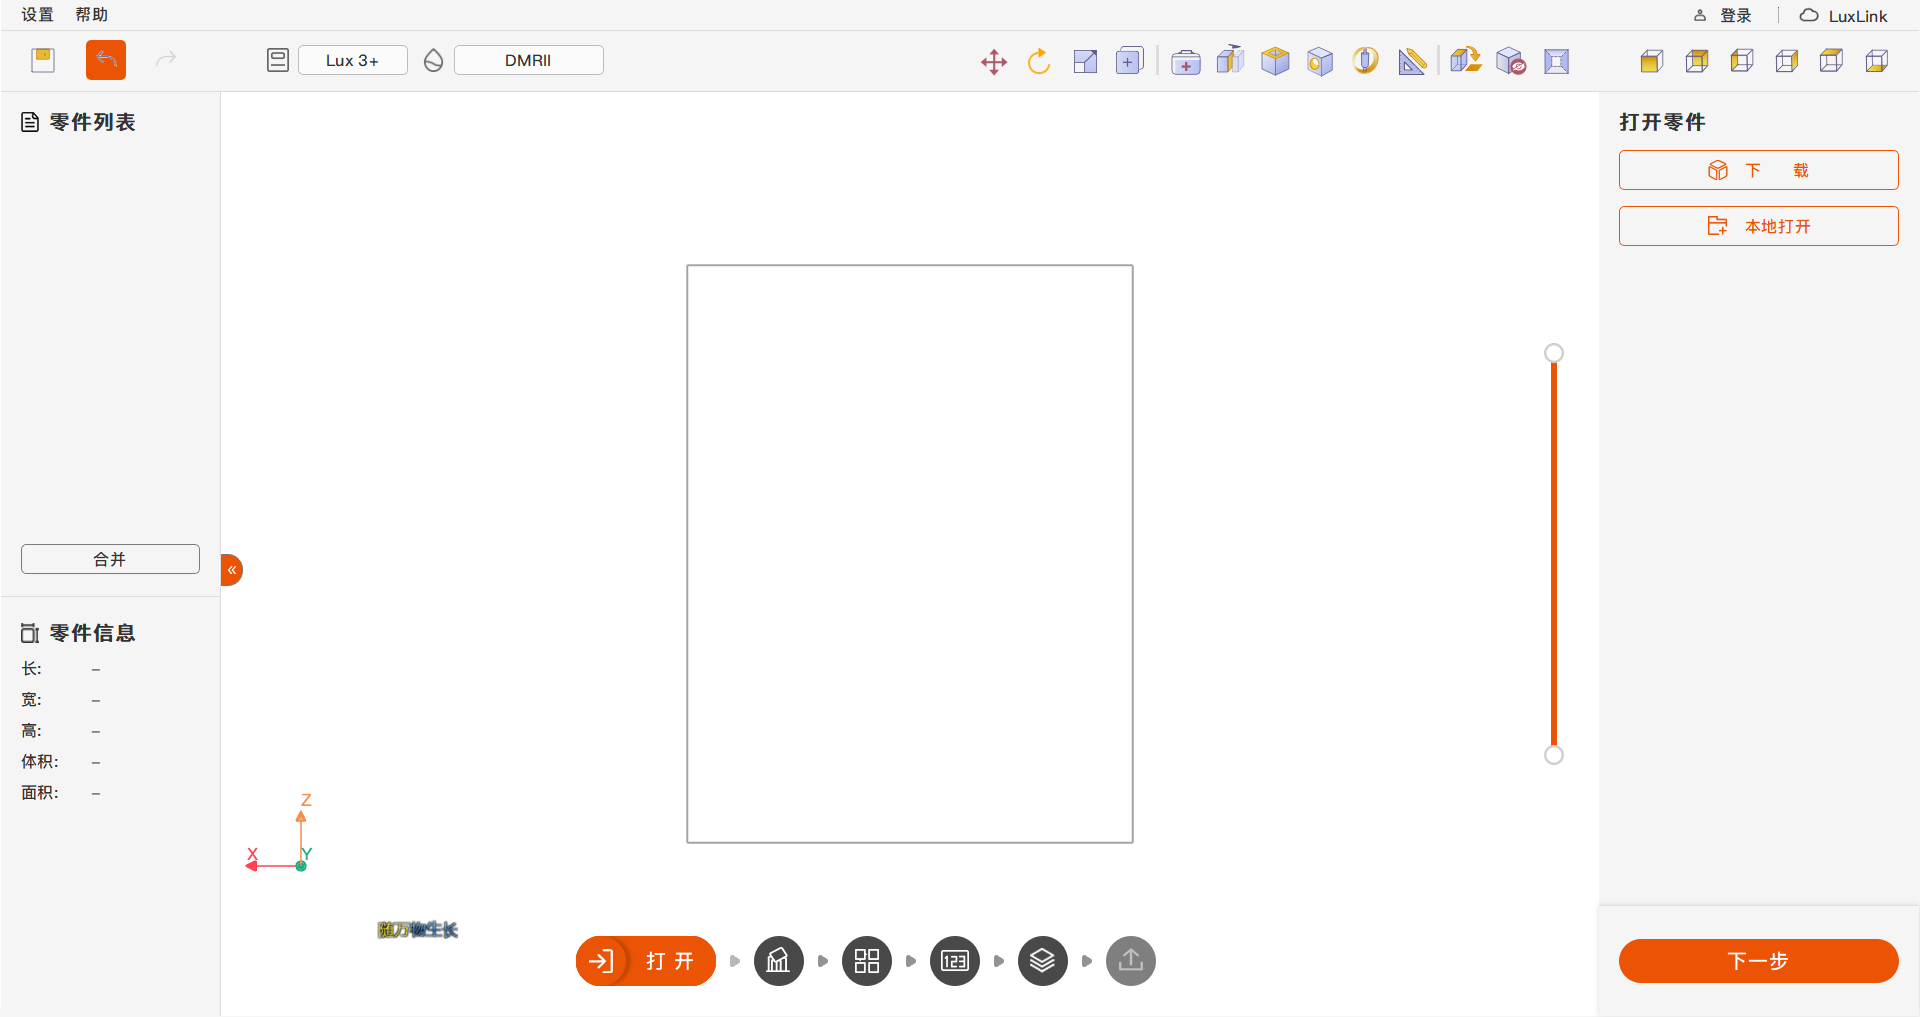 设置 帮助
登录 LuxLink
Lux 3+ DMRII
零件列表
打开零件
下 载
本地打开
合并
零件信息
长: –
宽: –
高: –
体积: –
面积: –
Z
X Y
随万物生长
打 开
123
下一步